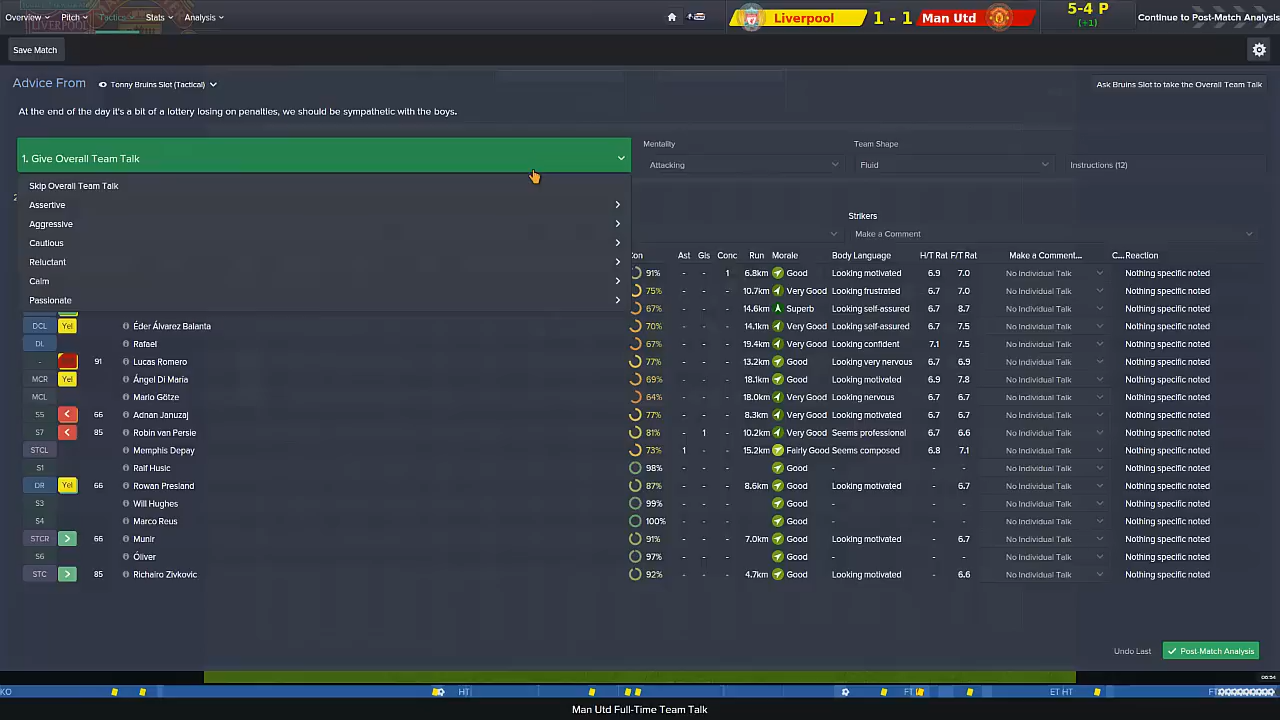 Overview Pitch Tactics Stats Analysis Liverpool 1 - 1 Man Utd 5-4 P (+1) Continue to Post-Match Analysis
Save Match
Advice From Tonny Bruins Slot (Tactical) Ask Bruins Slot to take the Overall Team Talk
At the end of the day it's a bit of a lottery losing on penalties, we should be sympathetic with the boys.
1. Give Overall Team Talk
Mentality Team Shape
Attacking Fluid Instructions (12)
Skip Overall Team Talk
Assertive
Aggressive
Cautious
Reluctant
Calm
Passionate
Strikers
Make a Comment
Con Ast Gls Conc Run Morale Body Language H/T Rat F/T Rat Make a Comment... C... Reaction
91% - - 1 6.8km Good Looking motivated 6.9 7.0 No Individual Talk Nothing specific noted
75% - - - 10.7km Very Good Looking frustrated 6.7 7.0 No Individual Talk Nothing specific noted
67% - - - 14.6km Superb Looking self-assured 6.7 8.7 No Individual Talk Nothing specific noted
DCL Yel Éder Álvarez Balanta 70% - - - 14.1km Very Good Looking self-assured 6.7 7.5 No Individual Talk Nothing specific noted
DL Rafael 67% - - - 19.4km Very Good Looking confident 7.1 7.5 No Individual Talk Nothing specific noted
- 91 Lucas Romero 77% - - - 13.2km Good Looking very nervous 6.7 6.9 No Individual Talk Nothing specific noted
MCR Yel Ángel Di María 69% - - - 18.1km Good Looking motivated 6.9 7.8 No Individual Talk Nothing specific noted
MCL Mario Götze 64% - - - 18.0km Good Looking nervous 6.7 6.7 No Individual Talk Nothing specific noted
S5 66 Adnan Januzaj 77% - - - 8.3km Very Good Looking motivated 6.7 6.7 No Individual Talk Nothing specific noted
S7 85 Robin van Persie 81% - 1 - 10.2km Very Good Seems professional 6.7 6.6 No Individual Talk Nothing specific noted
STCL Memphis Depay 73% 1 - - 15.2km Fairly Good Seems composed 6.8 7.1 No Individual Talk Nothing specific noted
S1 Ralf Husic 98% - - - Good - - - No Individual Talk Nothing specific noted
DR Yel 66 Rowan Presland 87% - - - 8.6km Good Looking motivated - 6.7 No Individual Talk Nothing specific noted
S3 Will Hughes 99% - - - Good - - - No Individual Talk Nothing specific noted
S4 Marco Reus 100% - - - Good - - - No Individual Talk Nothing specific noted
STCR 66 Munir 91% - - - 7.0km Good Looking motivated - 6.7 No Individual Talk Nothing specific noted
S6 Óliver 97% - - - Good - - - No Individual Talk Nothing specific noted
STC 85 Richairo Zivkovic 92% - - - 4.7km Good Looking motivated - 6.6 No Individual Talk Nothing specific noted
Undo Last Post-Match Analysis
KO HT FT ET HT FT
Man Utd Full-Time Team Talk